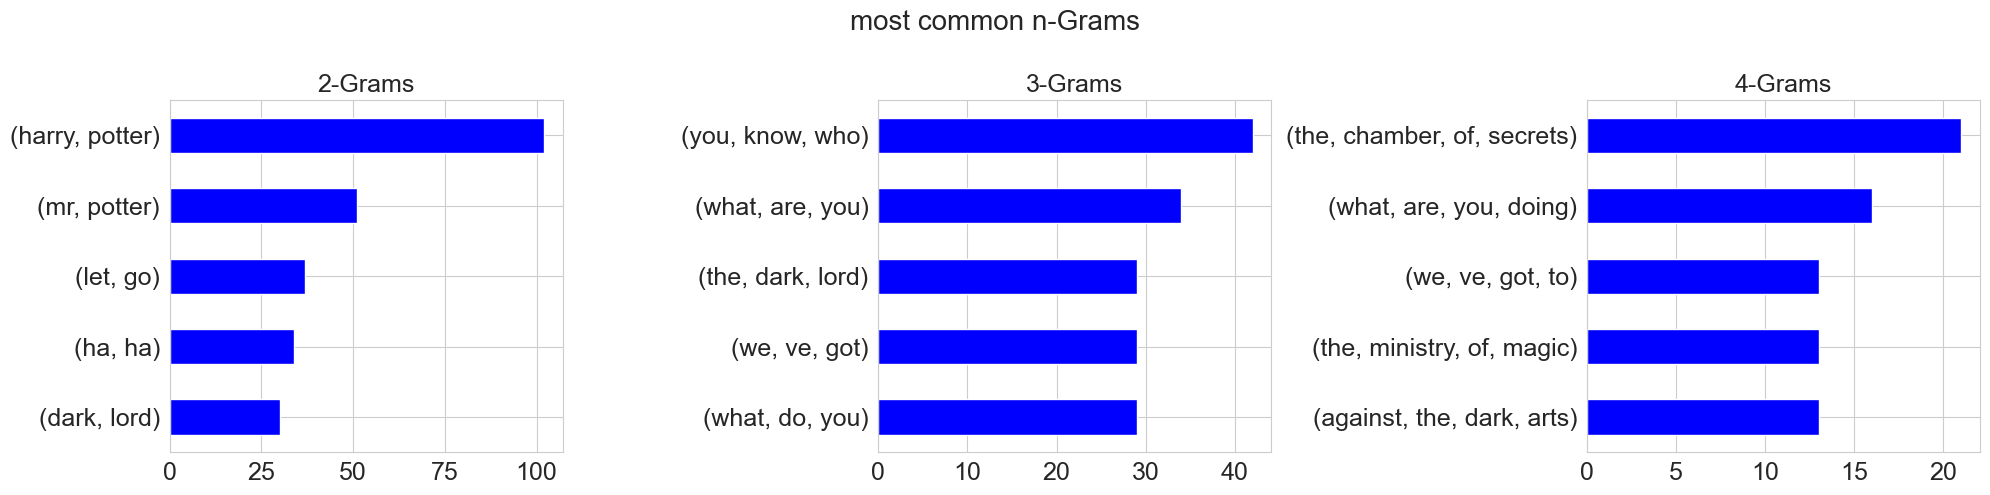 most common n-Grams
2-Grams
(harry, potter)
(mr, potter)
(let, go)
(ha, ha)
(dark, lord)
0 25 50 75 100
3-Grams
(you, know, who)
(what, are, you)
(the, dark, lord)
(we, ve, got)
(what, do, you)
0 10 20 30 40
4-Grams
(the, chamber, of, secrets)
(what, are, you, doing)
(we, ve, got, to)
(the, ministry, of, magic)
(against, the, dark, arts)
0 5 10 15 20